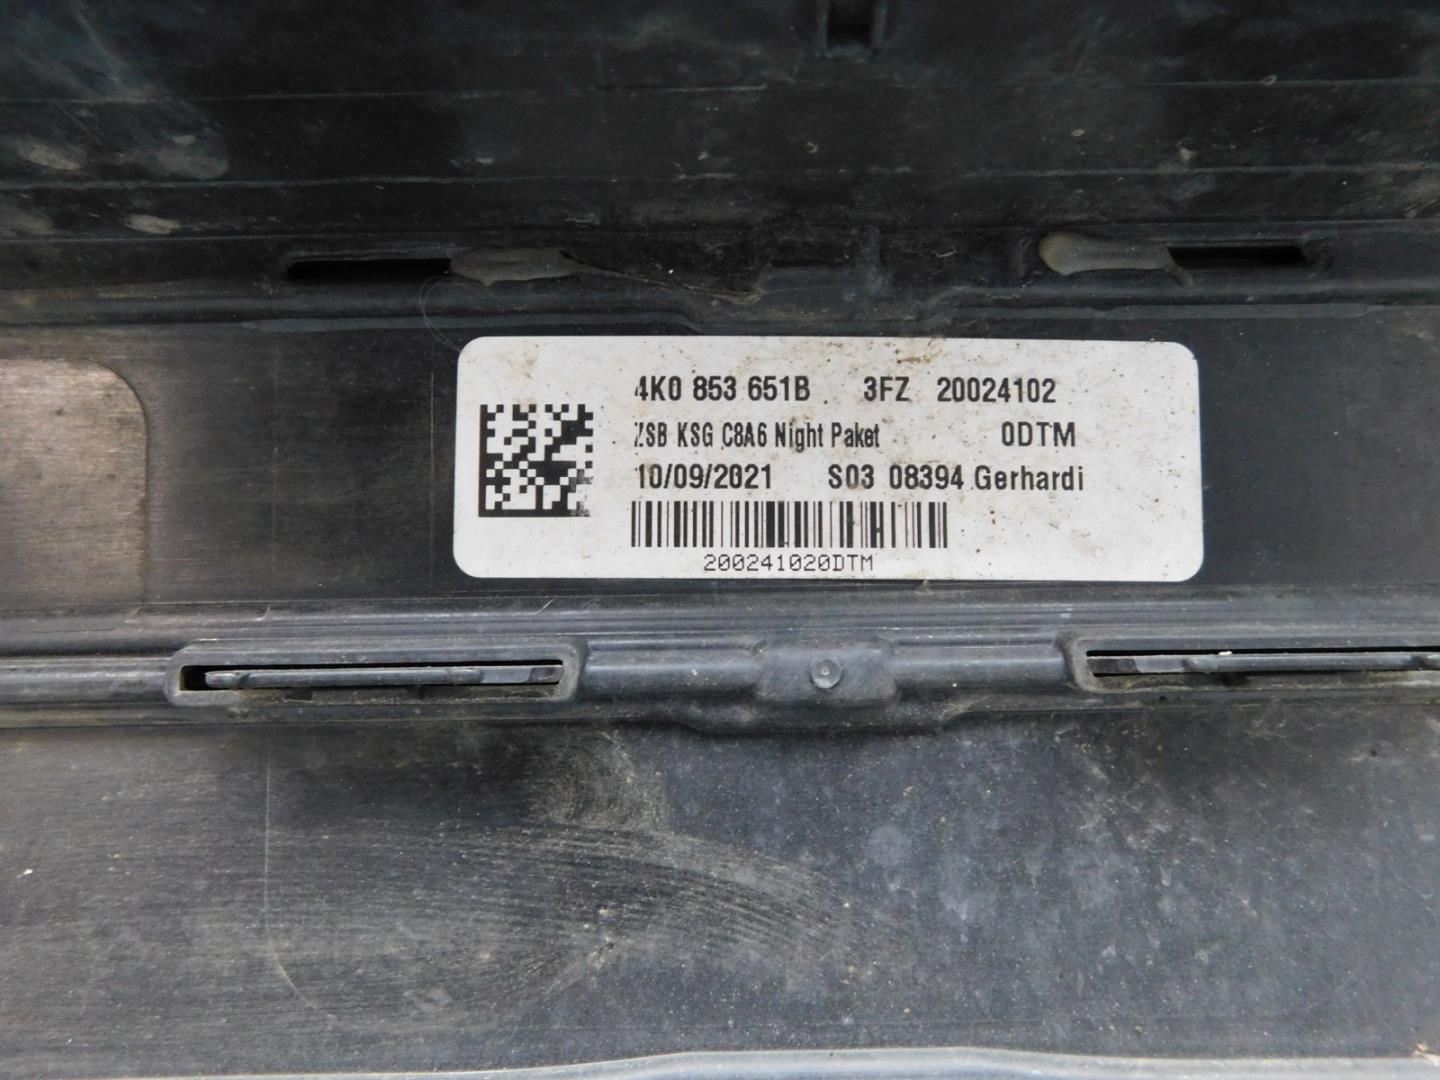 4K0 853 651B 3FZ 20024102
ZSB KSG C8A6 Night Paket 0DTM
10/09/2021 S03 08394 Gerhardi
200241020DTM